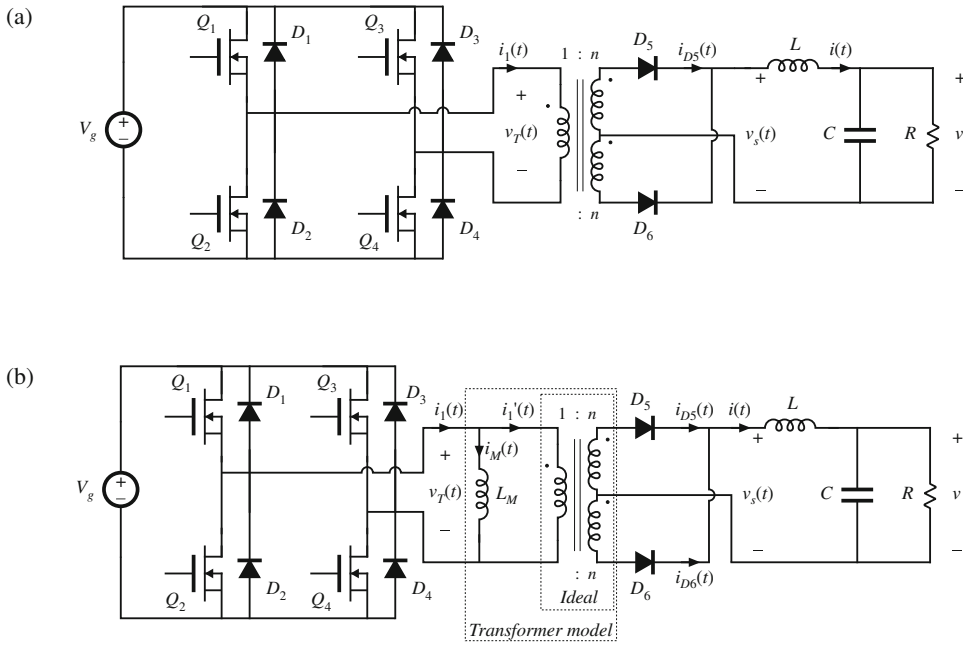 (a)
Q1 D1 Q3 D3
i1(t) 1 : n D5 iD5(t) L i(t)
Vg + – + vT(t) – + vs(t) – C R + v –
Q2 D2 Q4 D4
: n D6
(b)
Q1 D1 Q3 D3
i1(t) i1'(t) 1 : n D5 iD5(t) i(t) L
iM(t)
Vg + – + vT(t) – LM + vs(t) – C R + v –
Q2 D2 Q4 D4
: n D6 iD6(t)
Ideal
Transformer model